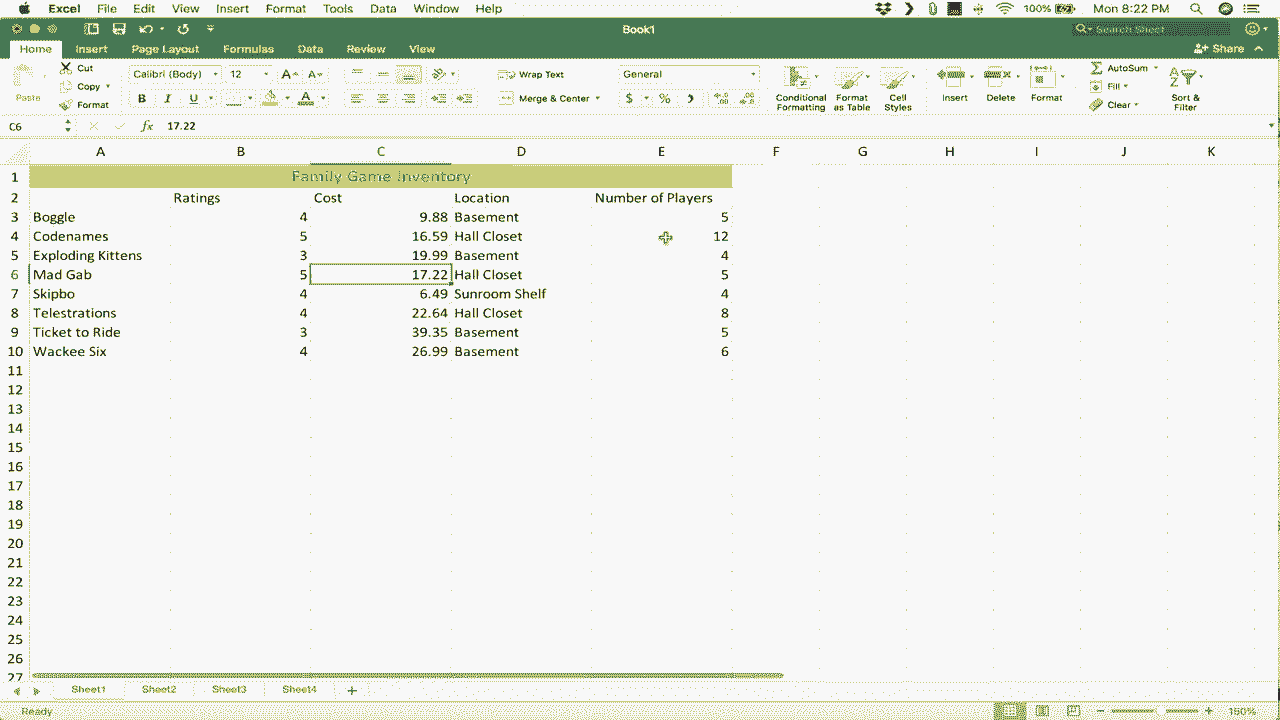 Excel File Edit View Insert Format Tools Data Window Help 100% Mon 8:22 PM
Book1
Search Sheet
Home Insert Page Layout Formulas Data Review View
Share
Paste Cut Calibri (Body) 12 A A Wrap Text General AutoSum
Copy Fill
Format B I U A Merge & Center $ % Conditional Formatting Format as Table Cell Styles Insert Delete Format Clear Sort & Filter
C6 fx 17.22
A B C D E F G H I J K
1 Family Game Inventory
2 Ratings Cost Location Number of Players
3 Boggle 4 9.88 Basement 5
4 Codenames 5 16.59 Hall Closet 12
5 Exploding Kittens 3 19.99 Basement 4
6 Mad Gab 5 17.22 Hall Closet 5
7 Skipbo 4 6.49 Sunroom Shelf 4
8 Telestrations 4 22.64 Hall Closet 8
9 Ticket to Ride 3 39.35 Basement 5
10 Wackee Six 4 26.99 Basement 6
11
12
13
14
15
16
17
18
19
20
21
22
23
24
25
26
27
Sheet1 Sheet2 Sheet3 Sheet4 +
Ready 150%